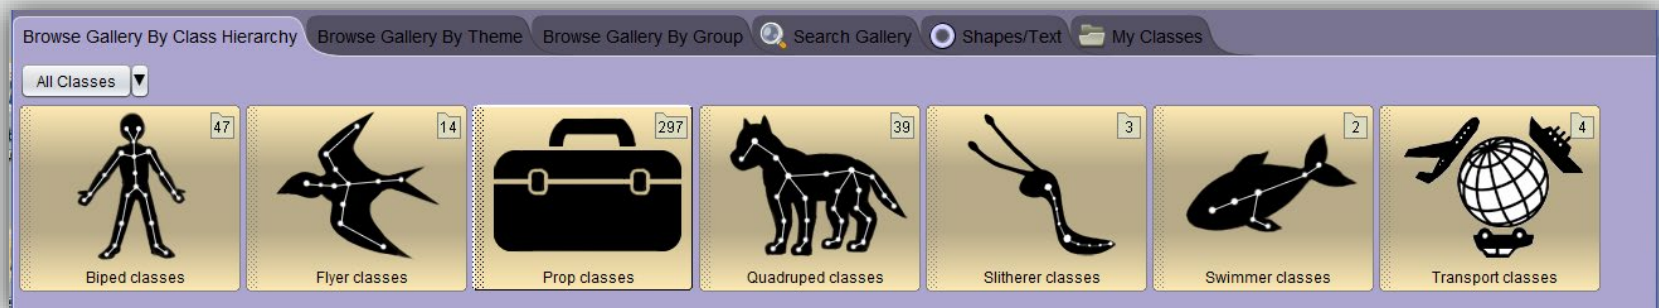 Browse Gallery By Class Hierarchy Browse Gallery By Theme Browse Gallery By Group Search Gallery Shapes/Text My Classes
All Classes
47 14 297 39 3 2 4
Biped classes Flyer classes Prop classes Quadruped classes Slitherer classes Swimmer classes Transport classes